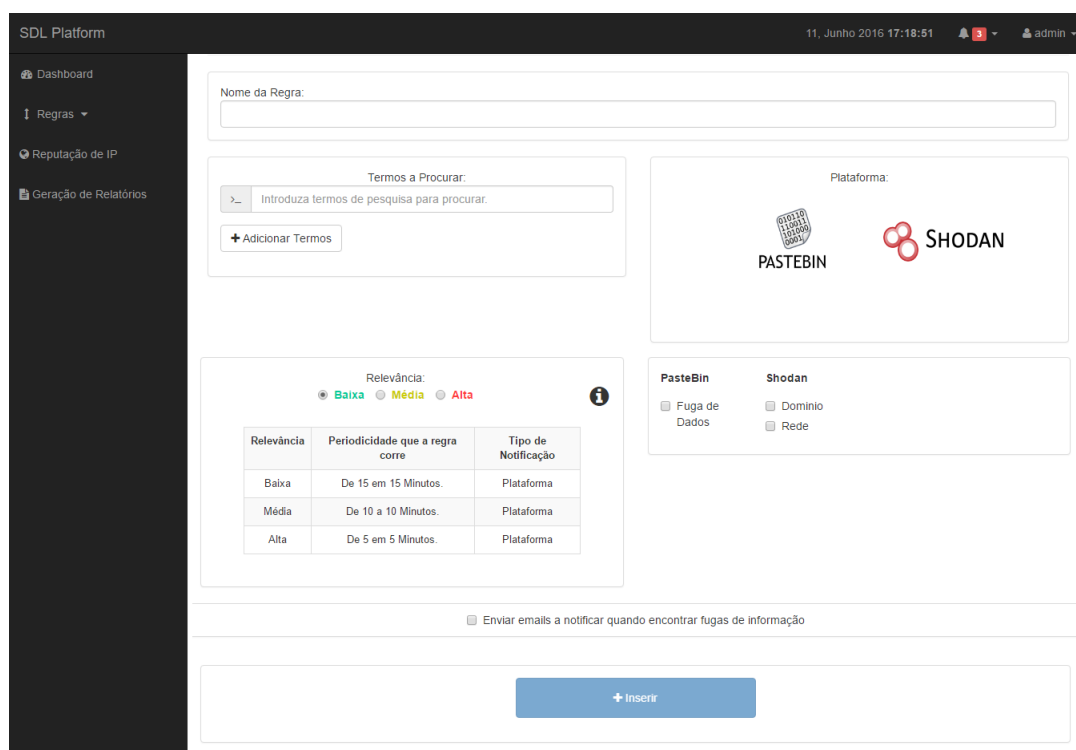 SDL Platform
11, Junho 2016 17:18:51
3
admin
Dashboard
Regras
Reputação de IP
Geração de Relatórios
Nome da Regra:
Termos a Procurar:
>_ Introduza termos de pesquisa para procurar.
+ Adicionar Termos
Plataforma:
010110
110011
101000
0001
PASTEBIN
SHODAN
Relevância:
Baixa Média Alta
Relevância Periodicidade que a regra corre Tipo de Notificação
Baixa De 15 em 15 Minutos. Plataforma
Média De 10 a 10 Minutos. Plataforma
Alta De 5 em 5 Minutos. Plataforma
PasteBin Shodan
Fuga de Dados
Dominio
Rede
Enviar emails a notificar quando encontrar fugas de informação
+ Inserir